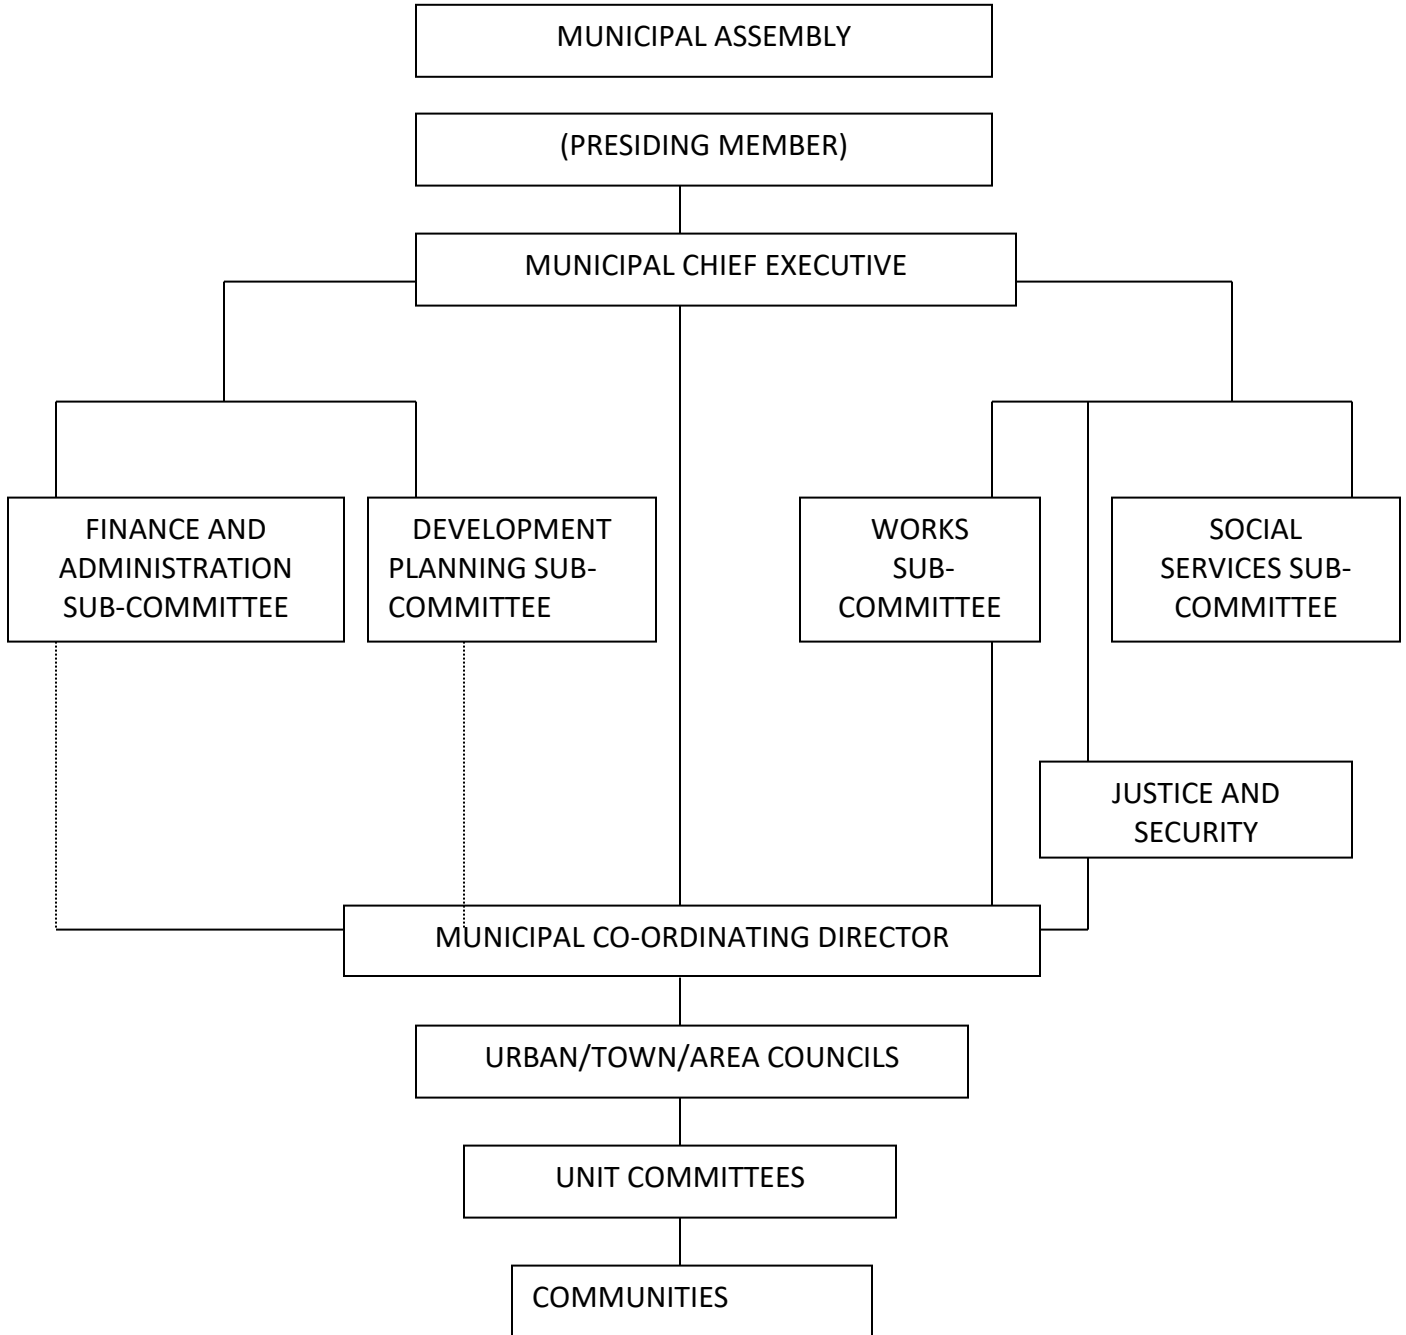 MUNICIPAL ASSEMBLY
(PRESIDING MEMBER)
MUNICIPAL CHIEF EXECUTIVE
FINANCE AND
ADMINISTRATION
SUB-COMMITTEE
DEVELOPMENT
PLANNING SUB-
COMMITTEE
WORKS
SUB-
COMMITTEE
SOCIAL
SERVICES SUB-
COMMITTEE
JUSTICE AND
SECURITY
MUNICIPAL CO-ORDINATING DIRECTOR
URBAN/TOWN/AREA COUNCILS
UNIT COMMITTEES
COMMUNITIES